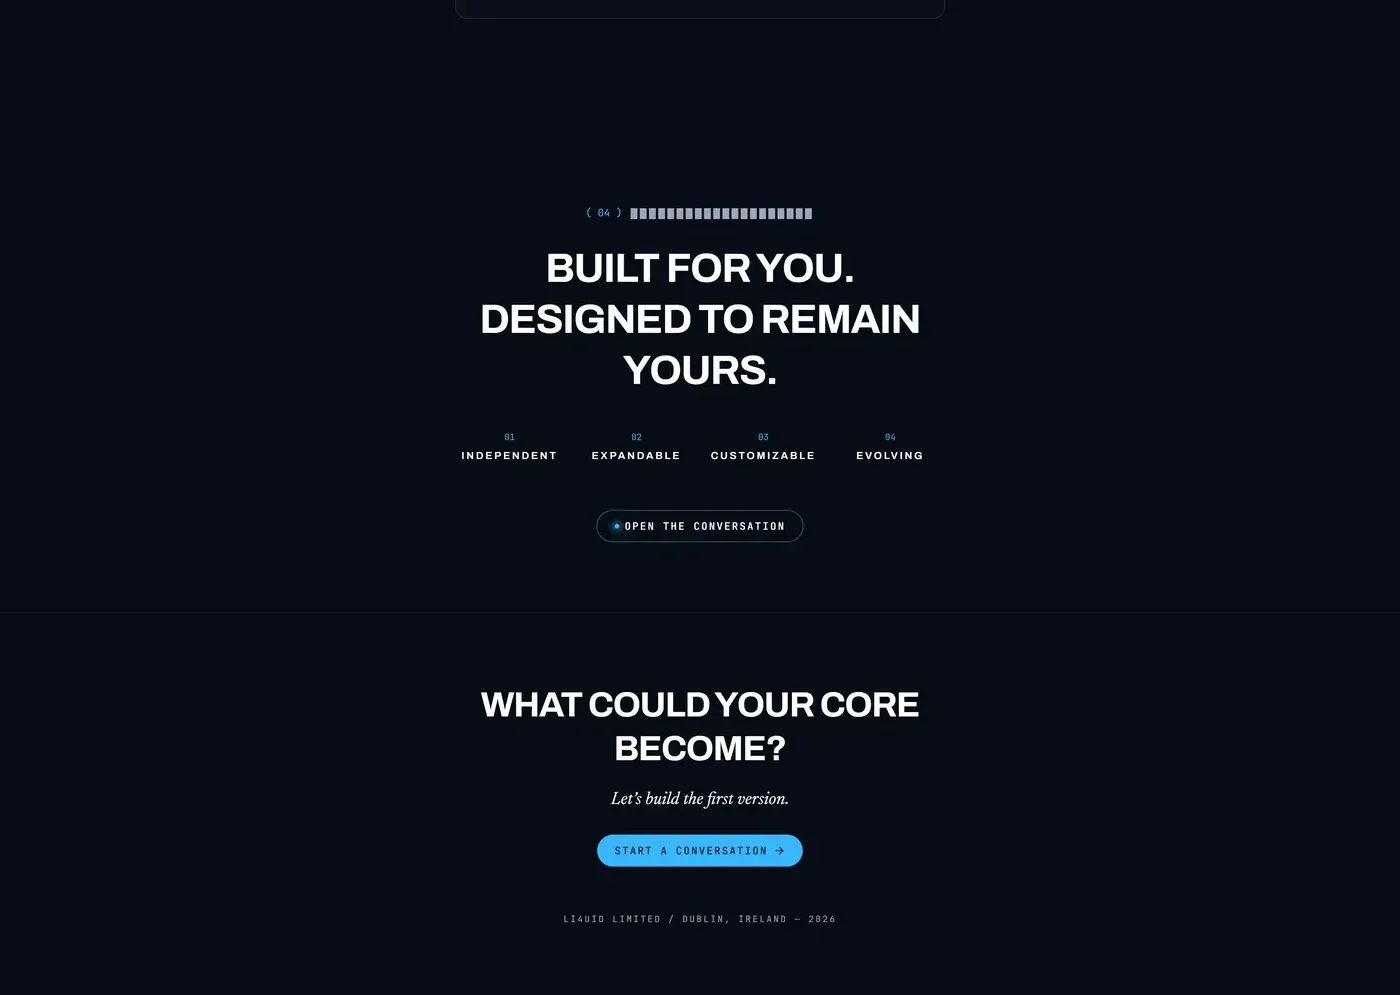 ( 04 ) ████████████████████
BUILT FOR YOU.
DESIGNED TO REMAIN
YOURS.
01 02 03 04
INDEPENDENT EXPANDABLE CUSTOMIZABLE EVOLVING
OPEN THE CONVERSATION
WHAT COULD YOUR CORE
BECOME?
Let’s build the first version.
START A CONVERSATION →
LI4UID LIMITED / DUBLIN, IRELAND — 2026